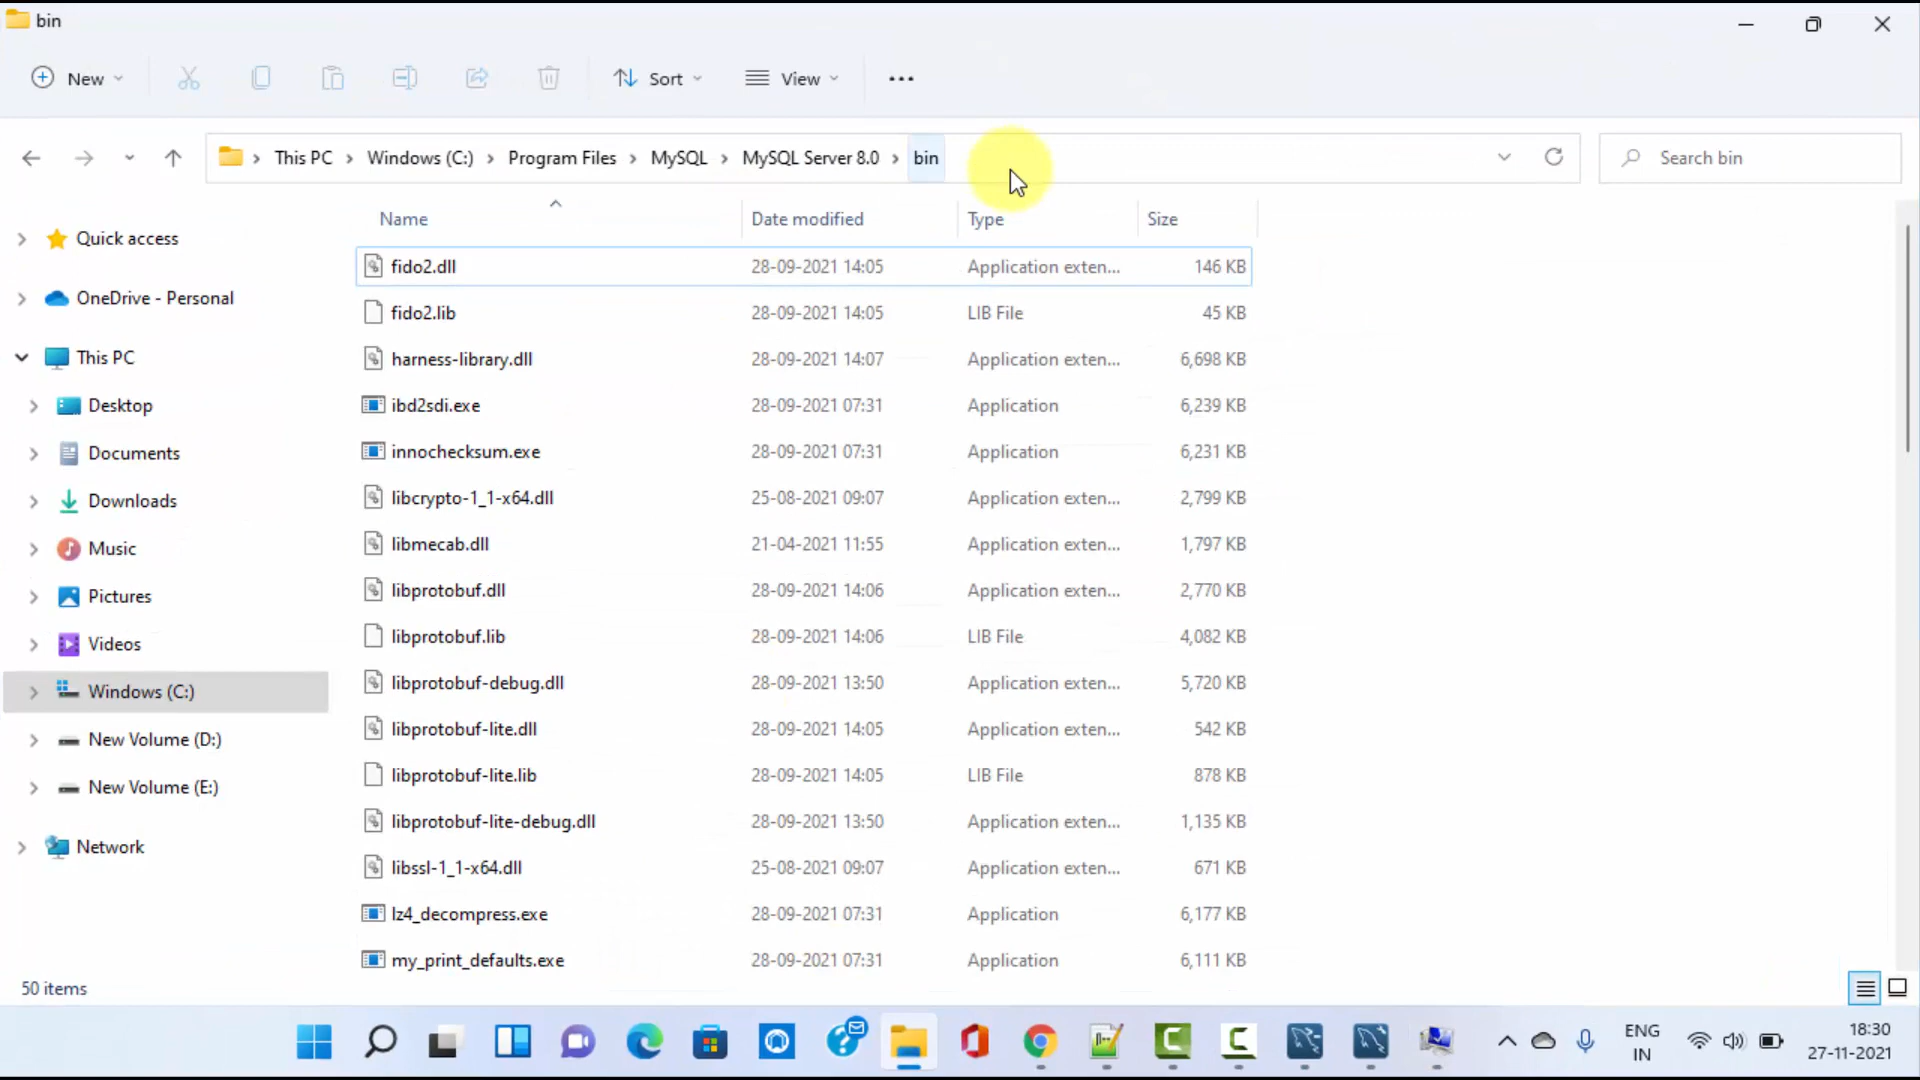 bin
New
Sort
View
This PC > Windows (C:) > Program Files > MySQL > MySQL Server 8.0 > bin
Search bin
Name Date modified Type Size
Quick access
OneDrive - Personal
This PC
Desktop
Documents
Downloads
Music
Pictures
Videos
Windows (C:)
New Volume (D:)
New Volume (E:)
Network
fido2.dll 28-09-2021 14:05 Application exten... 146 KB
fido2.lib 28-09-2021 14:05 LIB File 45 KB
harness-library.dll 28-09-2021 14:07 Application exten... 6,698 KB
ibd2sdi.exe 28-09-2021 07:31 Application 6,239 KB
innochecksum.exe 28-09-2021 07:31 Application 6,231 KB
libcrypto-1_1-x64.dll 25-08-2021 09:07 Application exten... 2,799 KB
libmecab.dll 21-04-2021 11:55 Application exten... 1,797 KB
libprotobuf.dll 28-09-2021 14:06 Application exten... 2,770 KB
libprotobuf.lib 28-09-2021 14:06 LIB File 4,082 KB
libprotobuf-debug.dll 28-09-2021 13:50 Application exten... 5,720 KB
libprotobuf-lite.dll 28-09-2021 14:05 Application exten... 542 KB
libprotobuf-lite.lib 28-09-2021 14:05 LIB File 878 KB
libprotobuf-lite-debug.dll 28-09-2021 13:50 Application exten... 1,135 KB
libssl-1_1-x64.dll 25-08-2021 09:07 Application exten... 671 KB
lz4_decompress.exe 28-09-2021 07:31 Application 6,177 KB
my_print_defaults.exe 28-09-2021 07:31 Application 6,111 KB
50 items
ENG
IN
18:30
27-11-2021